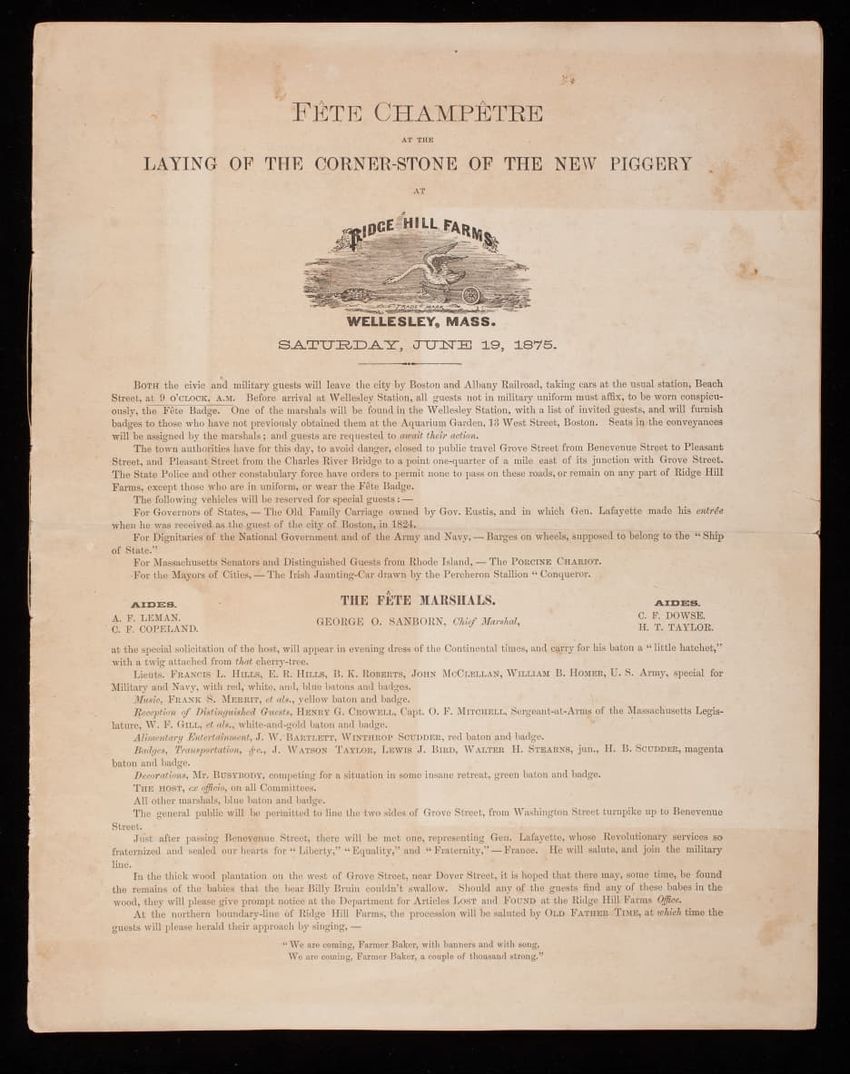 FÊTE CHAMPÊTRE
AT THE
LAYING OF THE CORNER-STONE OF THE NEW PIGGERY
AT
RIDGE HILL FARMS
TRADE MARK
WELLESLEY, MASS.
SATURDAY, JUNE 19, 1875.
BOTH the civic and military guests will leave the city by Boston and Albany Railroad, taking cars at the usual station, Beach
Street, at 9 O'CLOCK, A.M. Before arrival at Wellesley Station, all guests not in military uniform must affix, to be worn conspicu-
ously, the Fête Badge. One of the marshals will be found in the Wellesley Station, with a list of invited guests, and will furnish
badges to those who have not previously obtained them at the Aquarium Garden, 13 West Street, Boston. Seats in the conveyances
will be assigned by the marshals; and guests are requested to await their action.
The town authorities have for this day, to avoid danger, closed to public travel Grove Street from Benevenue Street to Pleasant
Street, and Pleasant Street from the Charles River Bridge to a point one-quarter of a mile east of its junction with Grove Street.
The State Police and other constabulary force have orders to permit none to pass on these roads, or remain on any part of Ridge Hill
Farms, except those who are in uniform, or wear the Fête Badge.
The following vehicles will be reserved for special guests: —
For Governors of States, — The Old Family Carriage owned by Gov. Eustis, and in which Gen. Lafayette made his entrée
when he was received as the guest of the city of Boston, in 1824.
For Dignitaries of the National Government and of the Army and Navy, — Barges on wheels, supposed to belong to the "Ship
of State."
For Massachusetts Senators and Distinguished Guests from Rhode Island, — The PORCINE CHARIOT.
For the Mayors of Cities, — The Irish Jaunting-Car drawn by the Percheron Stallion "Conqueror.
THE FÊTE MARSHALS.
AIDES.
A. F. LEMAN.
C. F. COPELAND.
GEORGE O. SANBORN, Chief Marshal,
AIDES.
C. F. DOWSE.
H. T. TAYLOR.
at the special solicitation of the host, will appear in evening dress of the Continental times, and carry for his baton a "little hatchet,"
with a twig attached from that cherry-tree.
Lieuts. FRANCIS L. HILLS, E. R. HILLS, B. K. ROBERTS, JOHN MCCLELLAN, WILLIAM B. HOMER, U. S. Army, special for
Military and Navy, with red, white, and, blue batons and badges.
Music, FRANK S. MERRIT, et als., yellow baton and badge.
Reception of Distinguished Guests, HENRY G. CROWELL, Capt. O. F. MITCHELL, Sergeant-at-Arms of the Massachusetts Legis-
lature, W. F. GILL, et als., white-and-gold baton and badge.
Alimentary Entertainment, J. W. BARTLETT, WINTHROP SCUDDER, red baton and badge.
Badges, Transportation, &c., J. WATSON TAYLOR, LEWIS J. BIRD, WALTER H. STEARNS, jun., H. B. SCUDDER, magenta
baton and badge.
Decorations, Mr. BUSYBODY, competing for a situation in some insane retreat, green baton and badge.
THE HOST, ex officio, on all Committees.
All other marshals, blue baton and badge.
The general public will be permitted to line the two sides of Grove Street, from Washington Street turnpike up to Benevenue
Street.
Just after passing Benevenue Street, there will be met one, representing Gen. Lafayette, whose Revolutionary services so
fraternized and sealed our hearts for "Liberty," "Equality," and "Fraternity," — France. He will salute, and join the military
line.
In the thick wood plantation on the west of Grove Street, near Dover Street, it is hoped that there may, some time, be found
the remains of the babies that the bear Billy Bruin couldn't swallow. Should any of the guests find any of these babes in the
wood, they will please give prompt notice at the Department for Articles LOST and FOUND at the Ridge Hill Farms Office.
At the northern boundary-line of Ridge Hill Farms, the procession will be saluted by OLD FATHER TIME, at which time the
guests will please herald their approach by singing, —
"We are coming, Farmer Baker, with banners and with song,
We are coming, Farmer Baker, a couple of thousand strong."